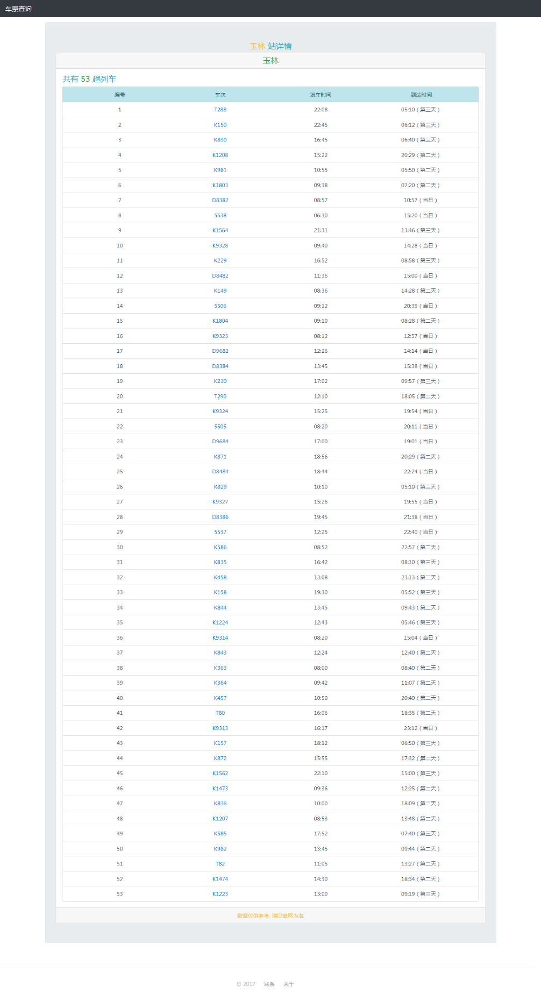 车票查询
玉林 站详情
玉林
共有 53 趟列车
编号 车次 发车时间 到达时间
1 T288 22:08 05:10 ( 第三天 )
2 K150 22:45 06:12 ( 第三天 )
3 K830 16:45 06:40 ( 第三天 )
4 K1208 15:22 20:29 ( 第二天 )
5 K981 10:55 05:50 ( 第二天 )
6 K1803 09:38 07:20 ( 第二天 )
7 D8382 08:57 10:57 ( 当日 )
8 5538 06:30 15:20 ( 当日 )
9 K1564 21:31 13:46 ( 第三天 )
10 K9328 09:40 14:28 ( 当日 )
11 K229 16:52 08:58 ( 第三天 )
12 D8482 11:36 15:00 ( 当日 )
13 K149 08:36 14:28 ( 第二天 )
14 5506 09:12 20:39 ( 当日 )
15 K1804 09:10 08:28 ( 第二天 )
16 K9323 08:12 12:57 ( 当日 )
17 D9682 12:26 14:14 ( 当日 )
18 D8384 13:45 15:38 ( 当日 )
19 K230 17:02 09:57 ( 第三天 )
20 T290 12:10 18:05 ( 第二天 )
21 K9324 15:25 19:54 ( 当日 )
22 5505 08:20 20:11 ( 当日 )
23 D9684 17:00 19:01 ( 当日 )
24 K871 18:56 20:29 ( 第二天 )
25 D8484 18:44 22:24 ( 当日 )
26 K829 10:10 05:10 ( 第三天 )
27 K9327 15:26 19:55 ( 当日 )
28 D8386 19:45 21:38 ( 当日 )
29 5537 12:25 22:40 ( 当日 )
30 K586 08:52 22:57 ( 第二天 )
31 K835 16:42 08:10 ( 第三天 )
32 K458 13:08 23:13 ( 第二天 )
33 K158 19:30 05:52 ( 第三天 )
34 K844 13:45 09:43 ( 第二天 )
35 K1224 12:43 05:46 ( 第三天 )
36 K9314 08:20 15:04 ( 当日 )
37 K843 12:24 12:40 ( 第二天 )
38 K363 08:00 08:40 ( 第二天 )
39 K364 09:42 11:07 ( 第二天 )
40 K457 10:50 20:40 ( 第二天 )
41 T80 16:06 18:35 ( 第二天 )
42 K9313 16:17 23:12 ( 当日 )
43 K157 18:12 06:50 ( 第三天 )
44 K872 15:55 17:32 ( 第二天 )
45 K1562 22:10 15:00 ( 第三天 )
46 K1473 09:36 12:25 ( 第二天 )
47 K836 10:00 18:09 ( 第二天 )
48 K1207 08:53 13:48 ( 第二天 )
49 K585 17:52 07:40 ( 第三天 )
50 K982 13:45 09:44 ( 第二天 )
51 T82 11:05 13:27 ( 第二天 )
52 K1474 14:30 18:34 ( 第二天 )
53 K1223 13:00 09:19 ( 第三天 )
数据仅供参考, 请以官网为准
© 2017 联系 关于